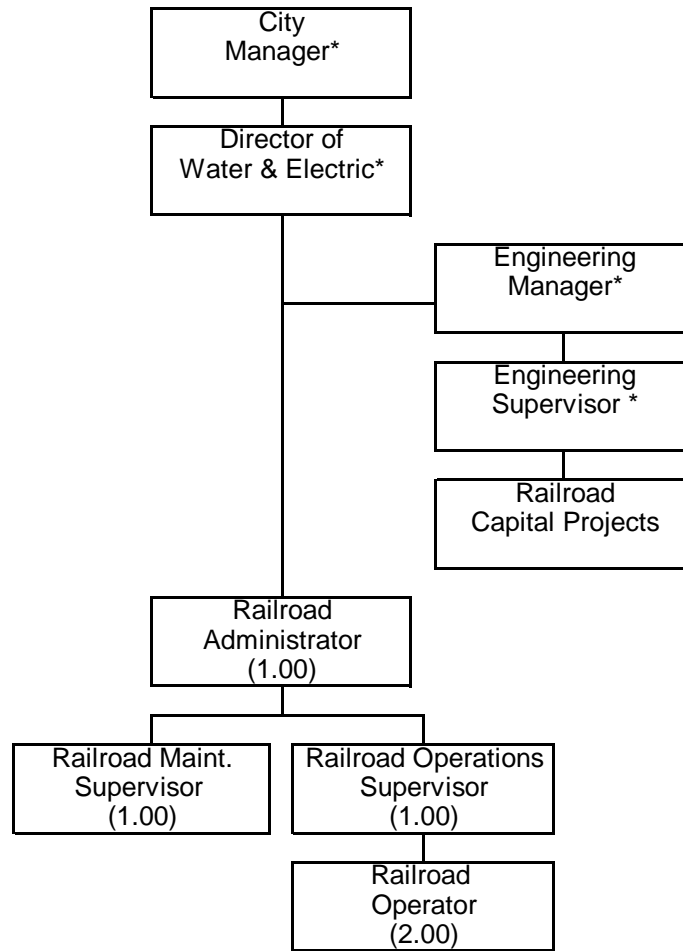 City
Manager*
Director of
Water & Electric*
Engineering
Manager*
Engineering
Supervisor *
Railroad
Capital Projects
Railroad
Administrator
(1.00)
Railroad Maint.
Supervisor
(1.00)
Railroad Operations
Supervisor
(1.00)
Railroad
Operator
(2.00)